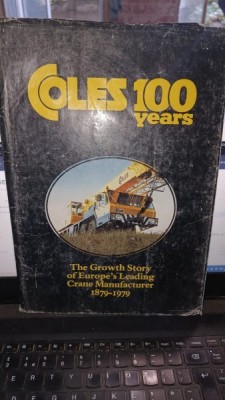 COLES 100
years
The Growth Story
of Europe's Leading
Crane Manufacturer
1879-1979